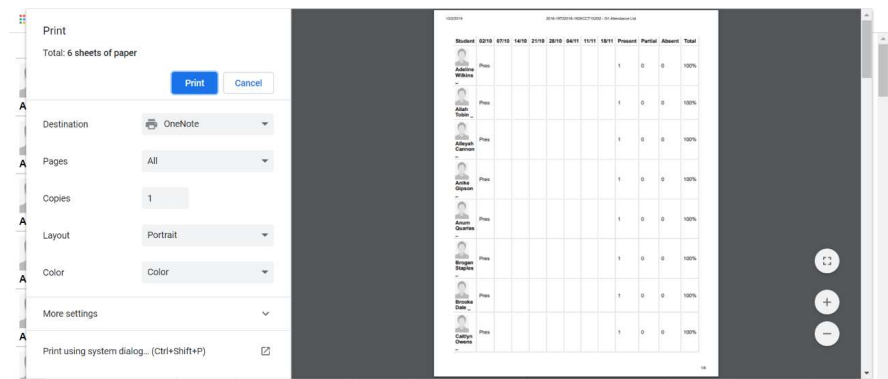 Print
Total: 6 sheets of paper
Print Cancel
Destination OneNote
Pages All
Copies 1
Layout Portrait
Color Color
More settings
Print using system dialog... (Ctrl+Shift+P)
Student 02/10 07/10 14/10 21/10 28/10 04/11 11/11 18/11 Present Partial Absent Total
Adeline Pres 1 0 0 100%
Wilkins
_
Allah Pres 1 0 0 100%
Tobin _
Alleyah Pres 1 0 0 100%
Cannon
_
Anike Pres 1 0 0 100%
Gipson
_
Anum Pres 1 0 0 100%
Quarles
_
Brogan Pres 1 0 0 100%
Staples
_
Brooke Pres 1 0 0 100%
Dale _
Caitlyn Pres 1 0 0 100%
Owens
_
1/6
A
A
A
A
A